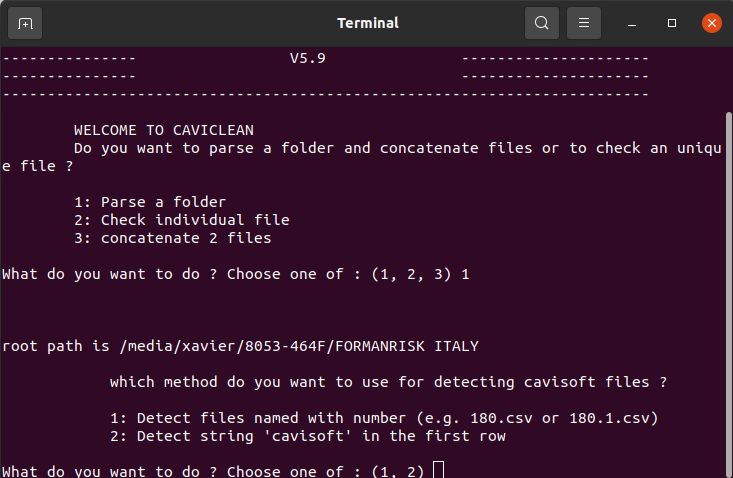 Terminal
---------------                 V5.9               ---------------------
---------------                                    ---------------------
------------------------------------------------------------------------
        WELCOME TO CAVICLEAN
        Do you want to parse a folder and concatenate files or to check an uniqu
e file ?
        1: Parse a folder
        2: Check individual file
        3: concatenate 2 files
What do you want to do ? Choose one of : (1, 2, 3) 1
root path is /media/xavier/8053-464F/FORMANRISK ITALY
            which method do you want to use for detecting cavisoft files ?
            1: Detect files named with number (e.g. 180.csv or 180.1.csv)
            2: Detect string 'cavisoft' in the first row
What do you want to do ? Choose one of : (1, 2)